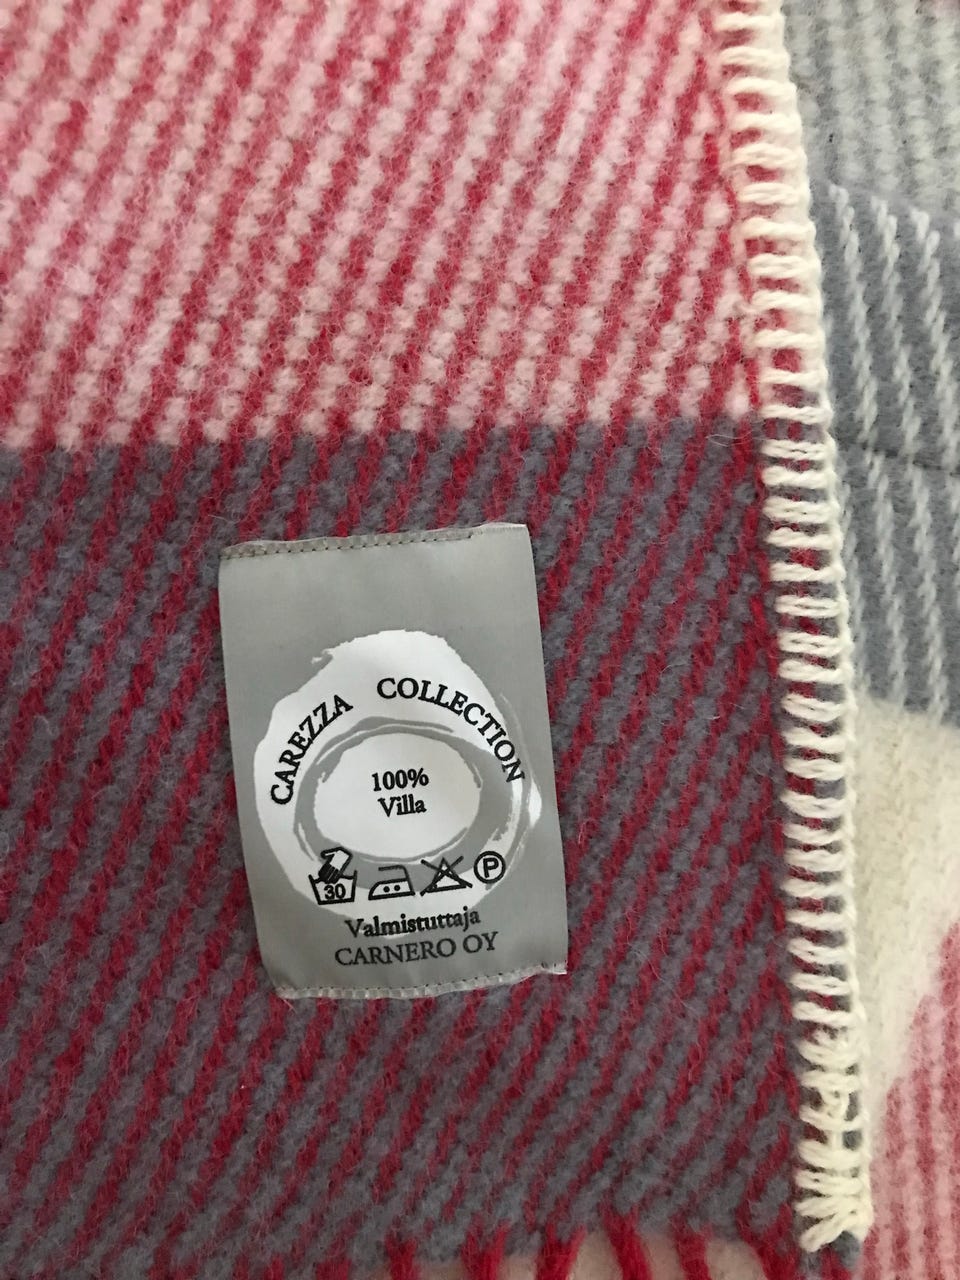 CAREZZA COLLECTION
100%
Villa
30 P
Valmistuttaja
CARNERO OY